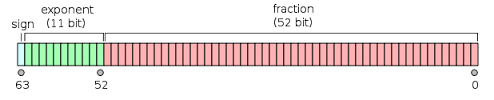 sign
exponent
(11 bit)
fraction
(52 bit)
63
52
0